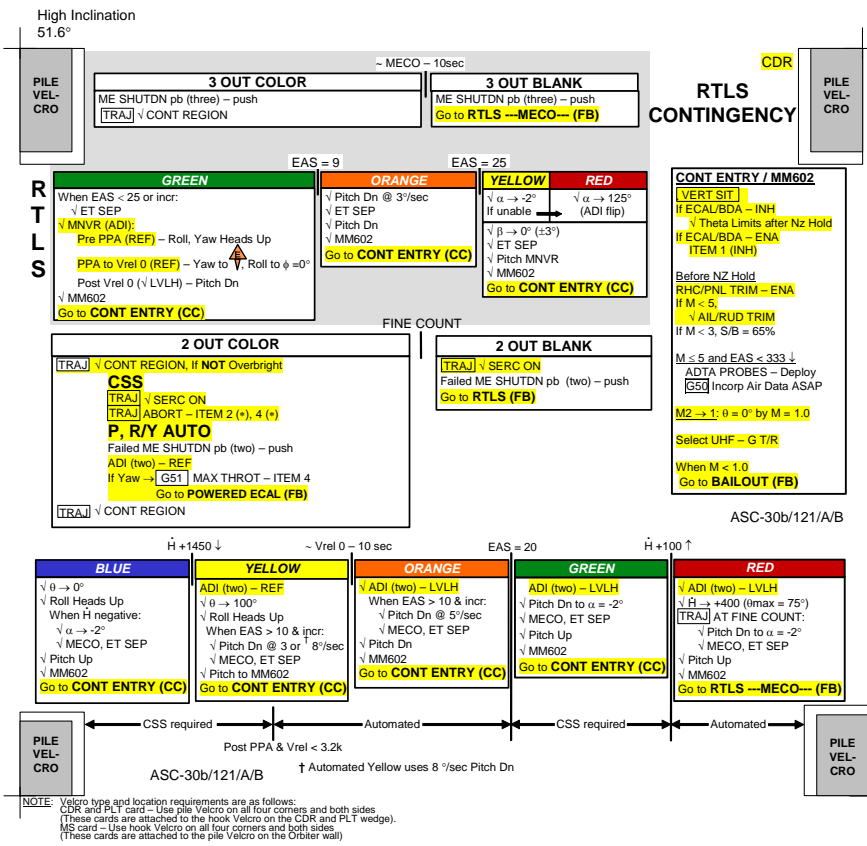 High Inclination
51.6°
CDR
PILE
VEL-
CRO
PILE
VEL-
CRO
RTLS
CONTINGENCY
~ MECO – 10sec
3 OUT COLOR
ME SHUTDN pb (three) – push
TRAJ √ CONT REGION
3 OUT BLANK
ME SHUTDN pb (three) – push
Go to RTLS ---MECO--- (FB)
R
T
L
S
EAS = 9
EAS = 25
GREEN
When EAS < 25 or incr:
√ ET SEP
√ MNVR (ADI):
Pre PPA (REF) – Roll, Yaw Heads Up
PPA to Vrel 0 (REF) – Yaw to E, Roll to ϕ =0°
Post Vrel 0 (√ LVLH) – Pitch Dn
√ MM602
Go to CONT ENTRY (CC)
ORANGE
√ Pitch Dn @ 3°/sec
√ ET SEP
√ Pitch Dn
√ MM602
Go to CONT ENTRY (CC)
YELLOW RED
√ α → -2° √ α → 125°
If unable → (ADI flip)
√ β → 0° (±3°)
√ ET SEP
√ Pitch MNVR
√ MM602
Go to CONT ENTRY (CC)
CONT ENTRY / MM602
VERT SIT
If ECAL/BDA – INH
√ Theta Limits after Nz Hold
If ECAL/BDA – ENA
ITEM 1 (INH)
Before NZ Hold
RHC/PNL TRIM – ENA
If M < 5,
√ AIL/RUD TRIM
If M < 3, S/B = 65%
M ≤ 5 and EAS < 333 ↓
ADTA PROBES – Deploy
G50 Incorp Air Data ASAP
M2 → 1: θ = 0° by M = 1.0
Select UHF – G T/R
When M < 1.0
Go to BAILOUT (FB)
ASC-30b/121/A/B
FINE COUNT
2 OUT COLOR
TRAJ √ CONT REGION, If NOT Overbright
CSS
TRAJ √ SERC ON
TRAJ ABORT – ITEM 2 (*), 4 (*)
P, R/Y AUTO
Failed ME SHUTDN pb (two) – push
ADI (two) – REF
If Yaw → G51 MAX THROT – ITEM 4
Go to POWERED ECAL (FB)
TRAJ √ CONT REGION
2 OUT BLANK
TRAJ √ SERC ON
Failed ME SHUTDN pb (two) – push
Go to RTLS (FB)
Ḣ +1450 ↓
~ Vrel 0 – 10 sec
EAS = 20
Ḣ +100 ↑
BLUE
√ θ → 0°
√ Roll Heads Up
When Ḣ negative:
√ α → -2°
√ MECO, ET SEP
√ Pitch Up
√ MM602
Go to CONT ENTRY (CC)
YELLOW
ADI (two) – REF
√ θ → 100°
√ Roll Heads Up
When EAS > 10 & incr:
√ Pitch Dn @ 3 or † 8°/sec
√ MECO, ET SEP
√ Pitch to MM602
Go to CONT ENTRY (CC)
ORANGE
√ ADI (two) – LVLH
When EAS > 10 & incr:
√ Pitch Dn @ 5°/sec
√ MECO, ET SEP
√ Pitch Dn
√ MM602
Go to CONT ENTRY (CC)
GREEN
ADI (two) – LVLH
√ Pitch Dn to α = -2°
√ MECO, ET SEP
√ Pitch Up
√ MM602
Go to CONT ENTRY (CC)
RED
√ ADI (two) – LVLH
√ Ḣ → +400 (θmax = 75°)
TRAJ AT FINE COUNT:
√ Pitch Dn to α = -2°
√ MECO, ET SEP
√ Pitch Up
√ MM602
Go to RTLS ---MECO--- (FB)
CSS required
Automated
CSS required
Automated
Post PPA & Vrel < 3.2k
PILE
VEL-
CRO
PILE
VEL-
CRO
ASC-30b/121/A/B
† Automated Yellow uses 8 °/sec Pitch Dn
NOTE: Velcro type and location requirements are as follows:
CDR and PLT card – Use pile Velcro on all four corners and both sides
(These cards are attached to the hook Velcro on the CDR and PLT wedge).
MS card – Use hook Velcro on all four corners and both sides
(These cards are attached to the pile Velcro on the Orbiter wall)